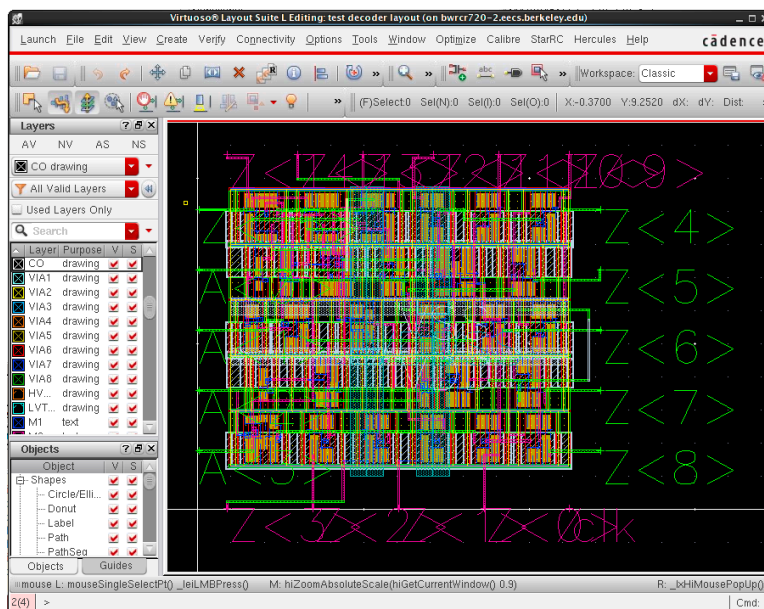 Virtuoso® Layout Suite L Editing: test decoder layout (on bwrcr720-2.eecs.berkeley.edu)
Launch File Edit View Create Verify Connectivity Options Tools Window Optimize Calibre StarRC Hercules Help cādence
» » » Workspace: Classic
» (F)Select:0 Sel(N):0 Sel(I):0 Sel(O):0 X:-0.3700 Y:9.2520 dX: dY: Dist:
Layers
AV NV AS NS
CO drawing
All Valid Layers
Used Layers Only
Search
Layer Purpose V S
CO drawing
VIA1 drawing
VIA2 drawing
VIA3 drawing
VIA4 drawing
VIA5 drawing
VIA6 drawing
VIA7 drawing
VIA8 drawing
HV... drawing
LVT... drawing
M1 text
Objects
Object V S
Shapes
Circle/Elli...
Donut
Label
Path
PathSeg
Objects Guides
Z<4>
Z<5>
Z<6>
Z<7>
Z<8>
mouse L: mouseSingleSelectPt() _leiLMBPress() M: hiZoomAbsoluteScale(hiGetCurrentWindow() 0.9) R: _lxHiMousePopUp()
2(4) > Cmd: